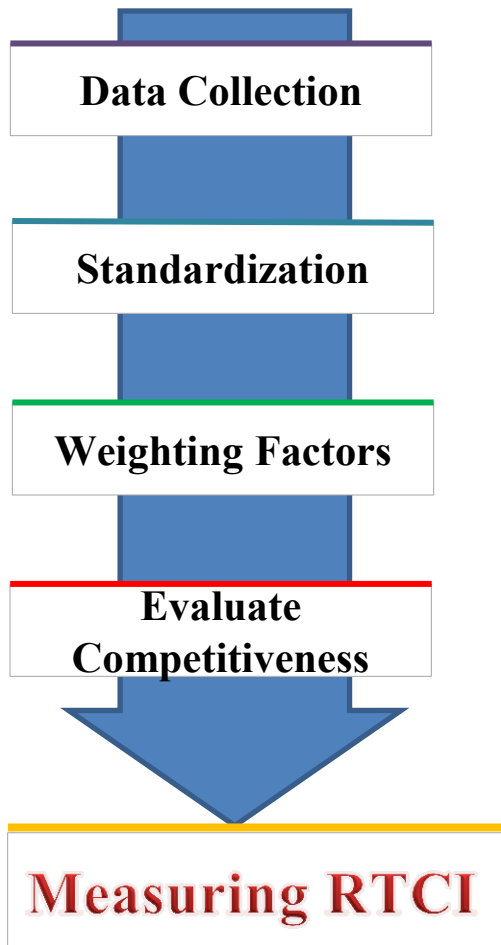 Data Collection
Standardization
Weighting Factors
Evaluate
Competitiveness
Measuring RTCI